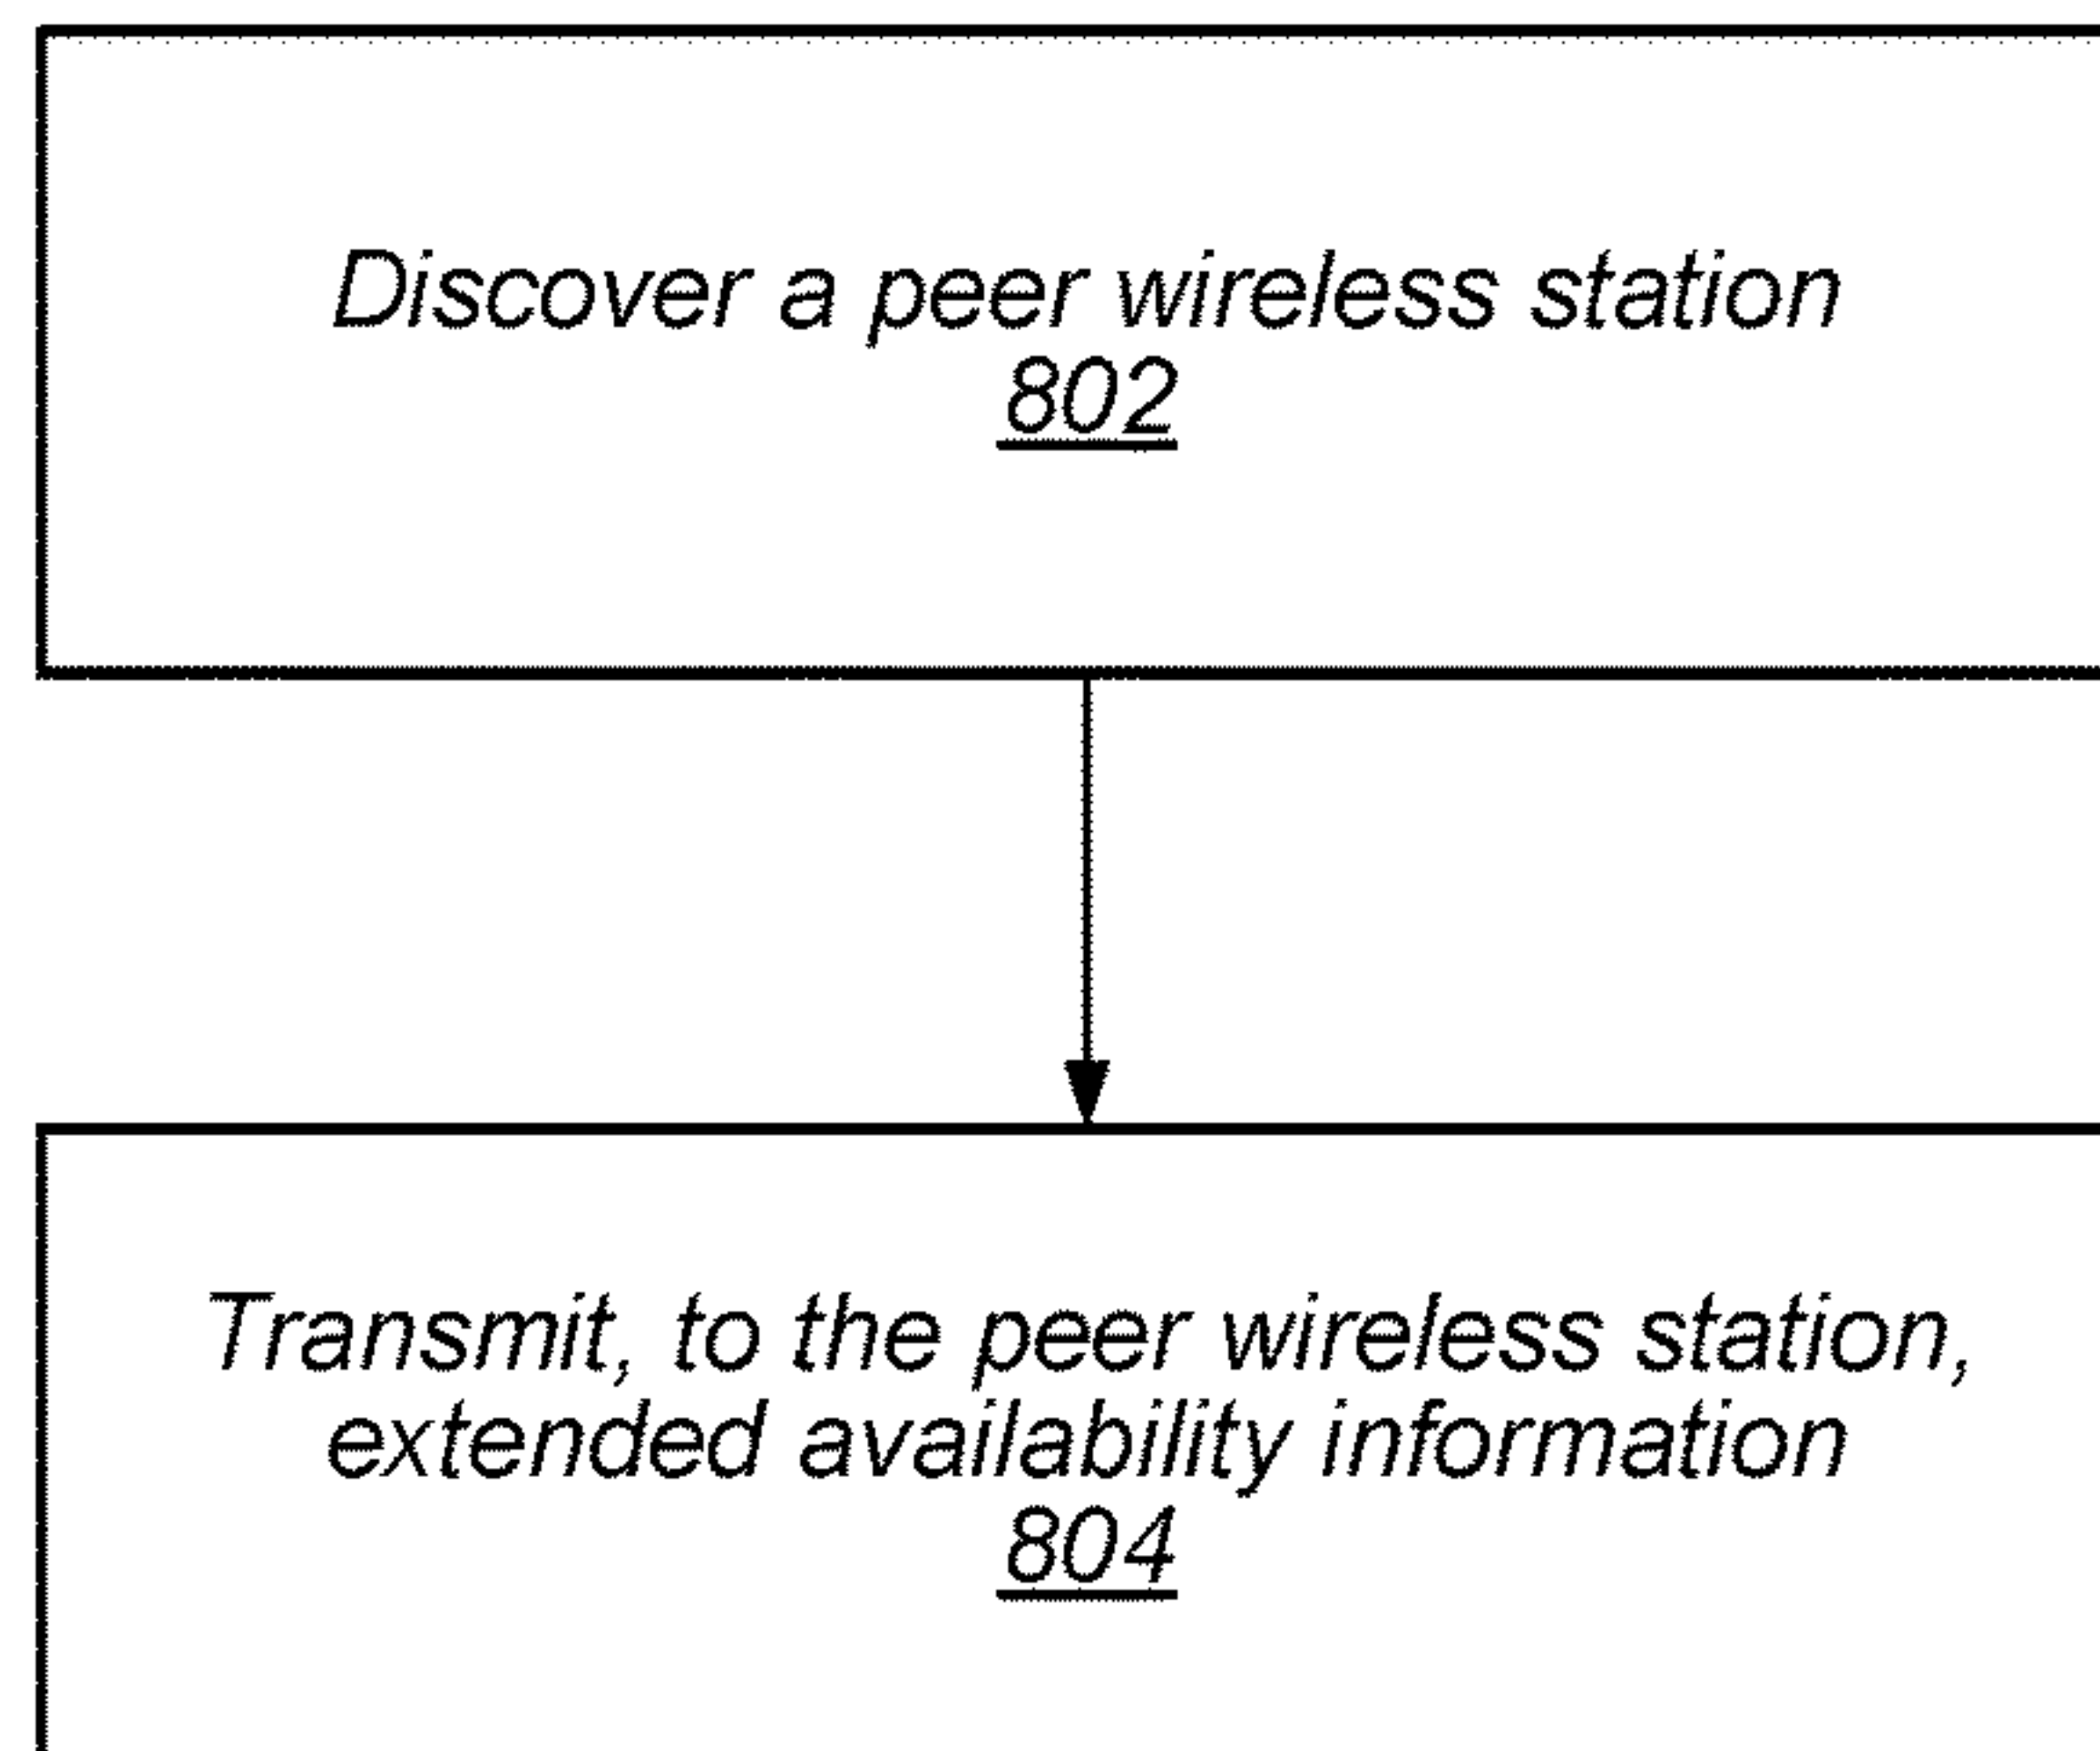 Discover a peer wireless station
802
Transmit, to the peer wireless station,
extended availability information
804